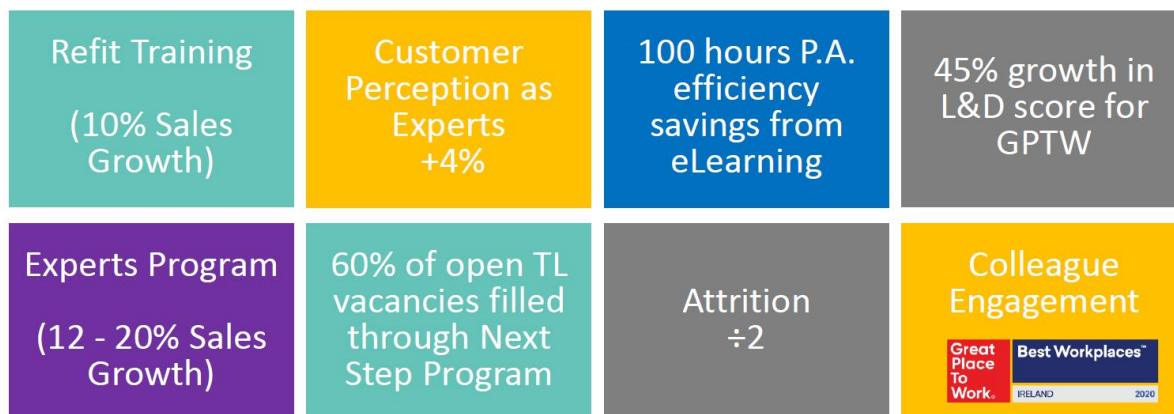 Refit Training
(10% Sales
Growth)
Customer
Perception as
Experts
+4%
100 hours P.A.
efficiency
savings from
eLearning
45% growth in
L&D score for
GPTW
Experts Program
(12 - 20% Sales
Growth)
60% of open TL
vacancies filled
through Next
Step Program
Attrition
÷2
Colleague
Engagement
Great
Place
To
Work.
Best Workplaces™
IRELAND 2020